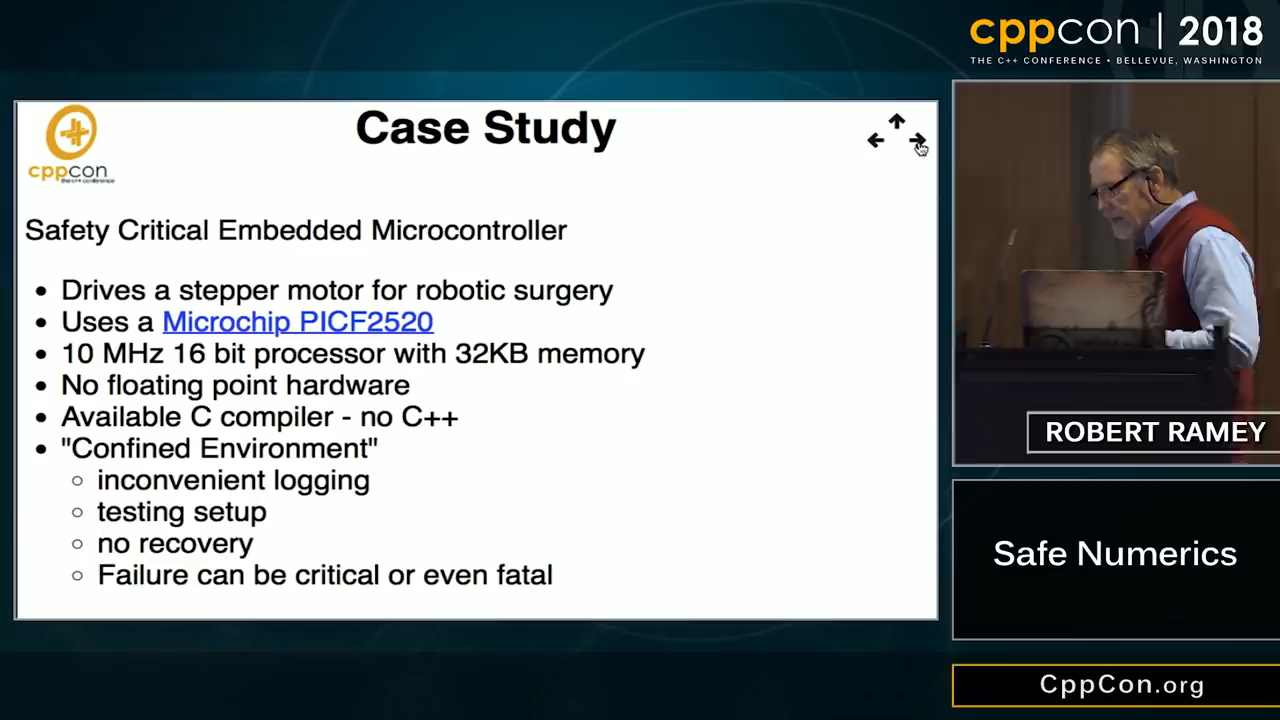 cppcon | 2018
THE C++ CONFERENCE • BELLEVUE, WASHINGTON
cppcon
the c++ conference
Case Study
Safety Critical Embedded Microcontroller
• Drives a stepper motor for robotic surgery
• Uses a Microchip PICF2520
• 10 MHz 16 bit processor with 32KB memory
• No floating point hardware
• Available C compiler - no C++
• "Confined Environment"
○ inconvenient logging
○ testing setup
○ no recovery
○ Failure can be critical or even fatal
ROBERT RAMEY
Safe Numerics
CppCon.org